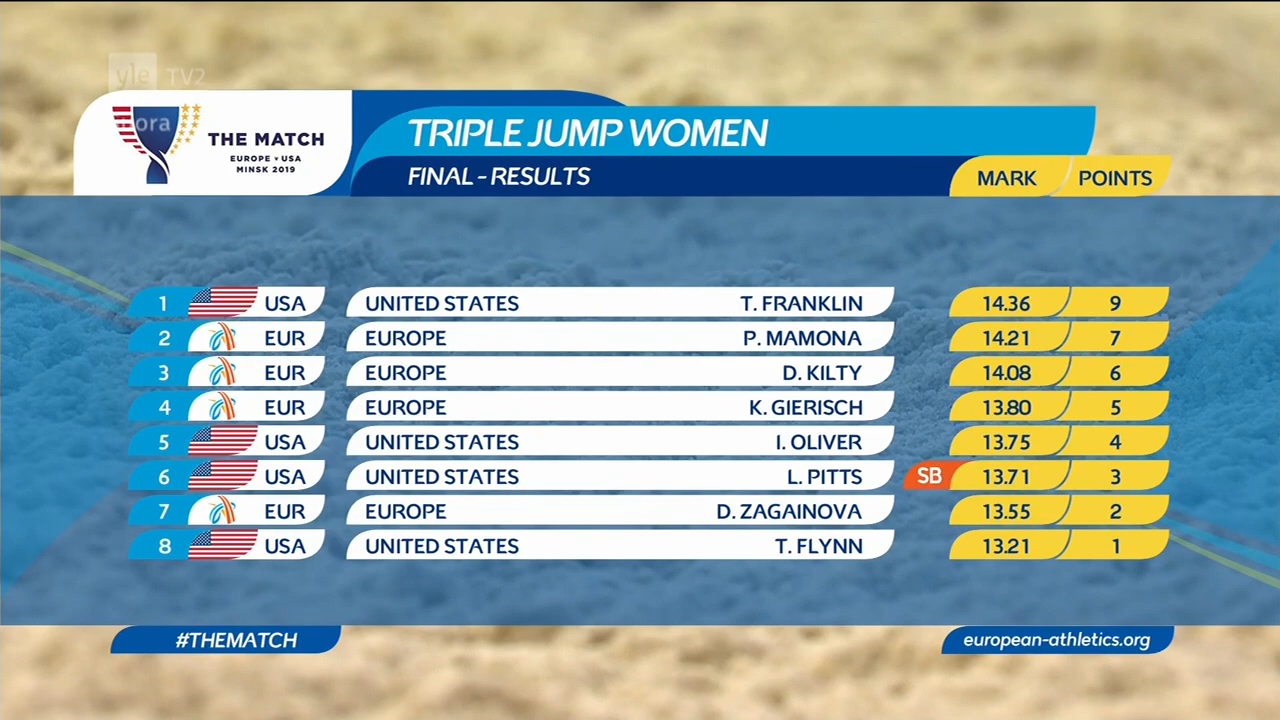 yle TV2
ora
THE MATCH
EUROPE v USA
MINSK 2019
TRIPLE JUMP WOMEN
FINAL - RESULTS
MARK POINTS
1 USA UNITED STATES T. FRANKLIN 14.36 9
2 EUR EUROPE P. MAMONA 14.21 7
3 EUR EUROPE D. KILTY 14.08 6
4 EUR EUROPE K. GIERISCH 13.80 5
5 USA UNITED STATES I. OLIVER 13.75 4
6 USA UNITED STATES L. PITTS SB 13.71 3
7 EUR EUROPE D. ZAGAINOVA 13.55 2
8 USA UNITED STATES T. FLYNN 13.21 1
#THEMATCH
european-athletics.org